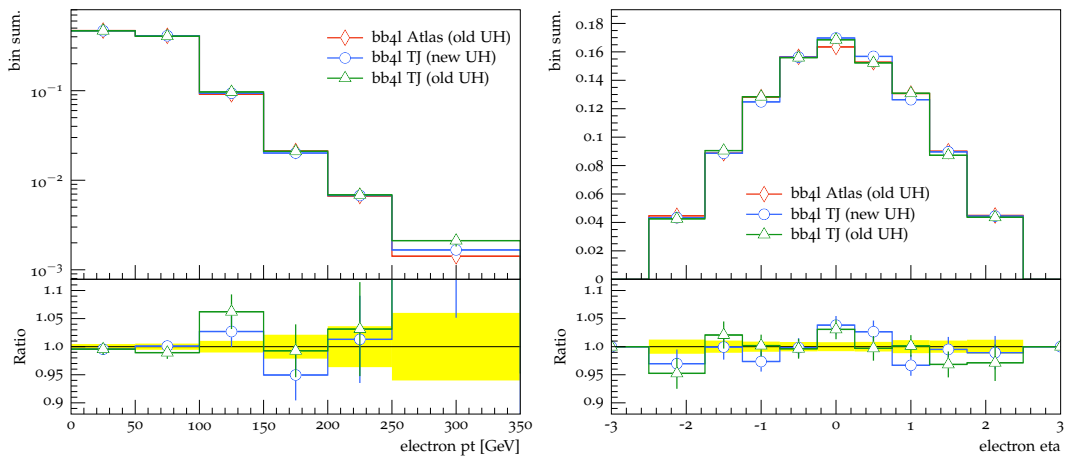 bin sum.
bb4l Atlas (old UH)
bb4l TJ (new UH)
bb4l TJ (old UH)
10⁻¹
10⁻²
10⁻³
Ratio
1.1
1.05
1.0
0.95
0.9
0 50 100 150 200 250 300 350
electron pt [GeV]
bin sum.
0.18
0.16
0.14
0.12
0.1
0.08
0.06
0.04
0.02
0
bb4l Atlas (old UH)
bb4l TJ (new UH)
bb4l TJ (old UH)
Ratio
1.1
1.05
1.0
0.95
0.9
-3 -2 -1 0 1 2 3
electron eta